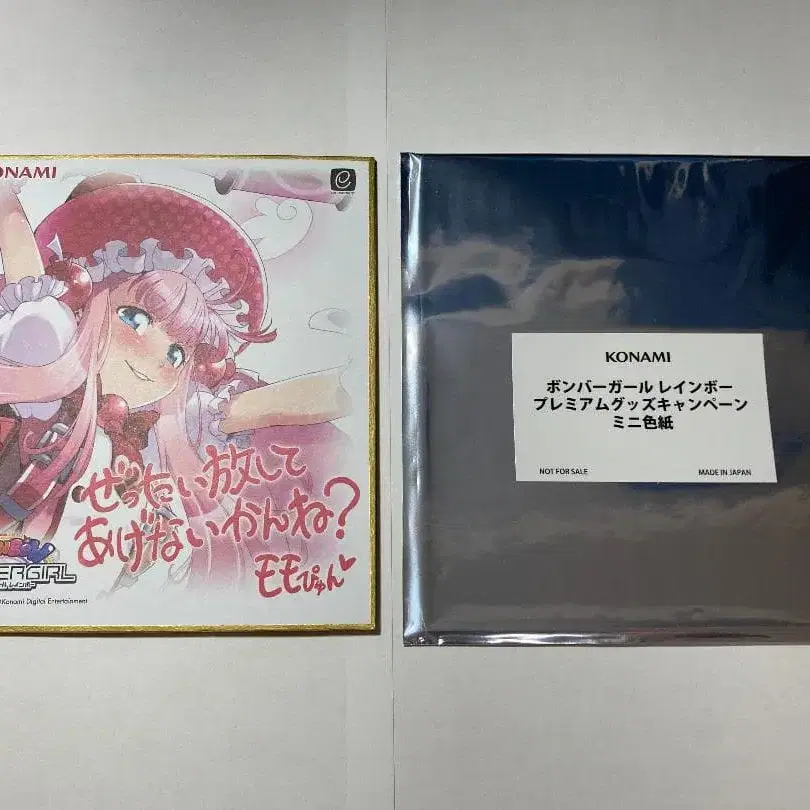 ONAMI
ぜったい放して
あげないかんね?
モモぴゅん♥
ERGIRL
©Konami Digital Entertainment
KONAMI
ボンバーガール レインボー
プレミアムグッズキャンペーン
ミニ色紙
NOT FOR SALE
MADE IN JAPAN